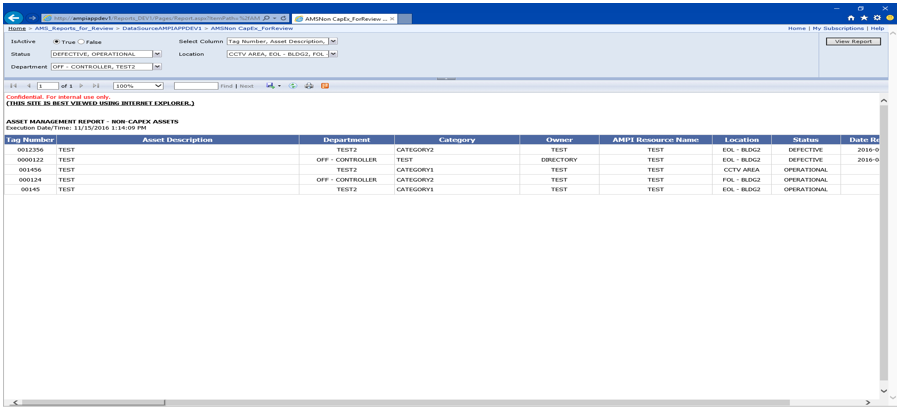 http://ampiappdev1/Reports_DEV1/Pages/Report.aspx?ItemPath=%2fAM
AMSNon CapEx_ForReview ...
Home > AMS_Reports_for_Review > DataSourceAMPIAPPDEV1 > AMSNon CapEx_ForReview
Home | My Subscriptions | Help
IsActive True False Select Column Tag Number, Asset Description, View Report
Status DEFECTIVE, OPERATIONAL Location CCTV AREA, EOL - BLDG2, FOL -
Department OFF - CONTROLLER, TEST2
1 of 1 100% Find | Next
Confidential. For internal use only.
(THIS SITE IS BEST VIEWED USING INTERNET EXPLORER.)
ASSET MANAGEMENT REPORT - NON-CAPEX ASSETS
Execution Date/Time: 11/15/2016 1:14:09 PM
Tag Number Asset Description Department Category Owner AMPI Resource Name Location Status Date Re
0012356 TEST TEST2 CATEGORY2 TEST TEST EOL - BLDG2 DEFECTIVE 2016-0
0000122 TEST OFF - CONTROLLER TEST DIRECTORY TEST EOL - BLDG2 DEFECTIVE 2016-0
001456 TEST TEST2 CATEGORY1 TEST TEST CCTV AREA OPERATIONAL
000124 TEST OFF - CONTROLLER CATEGORY2 TEST TEST FOL - BLDG2 OPERATIONAL
00145 TEST TEST2 CATEGORY1 TEST TEST EOL - BLDG2 OPERATIONAL